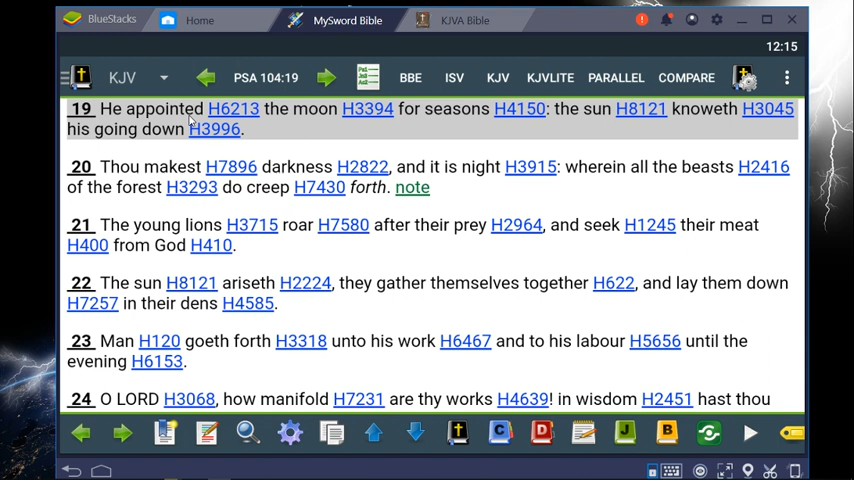 BlueStacks Home MySword Bible KJVA Bible
12:15
KJV PSA 104:19 BBE ISV KJV KJVLITE PARALLEL COMPARE
19 He appointed H6213 the moon H3394 for seasons H4150: the sun H8121 knoweth H3045
his going down H3996.
20 Thou makest H7896 darkness H2822, and it is night H3915: wherein all the beasts H2416
of the forest H3293 do creep H7430 forth. note
21 The young lions H3715 roar H7580 after their prey H2964, and seek H1245 their meat
H400 from God H410.
22 The sun H8121 ariseth H2224, they gather themselves together H622, and lay them down
H7257 in their dens H4585.
23 Man H120 goeth forth H3318 unto his work H6467 and to his labour H5656 until the
evening H6153.
24 O LORD H3068, how manifold H7231 are thy works H4639! in wisdom H2451 hast thou
C D J B